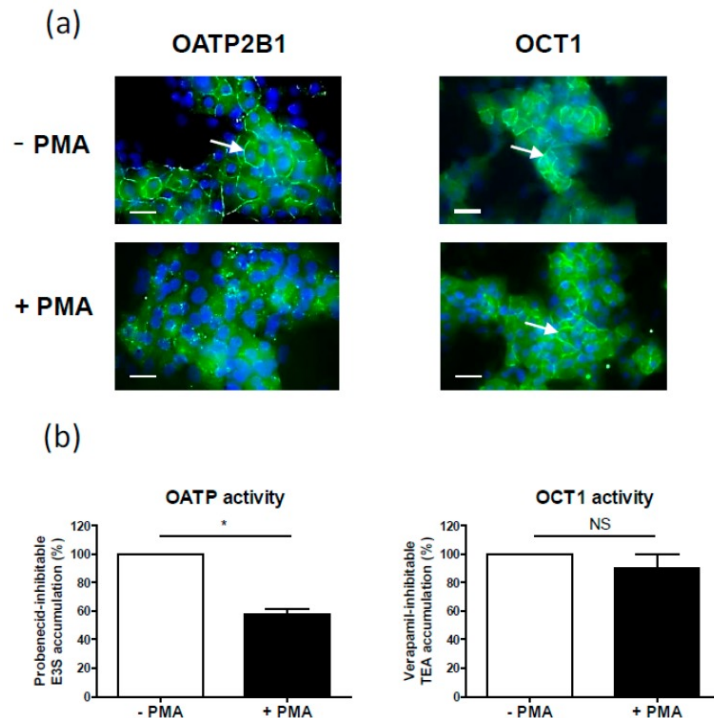 (a)
OATP2B1 OCT1
- PMA
+ PMA
(b)
OATP activity
Probenecid-inhibitable
E3S accumulation (%)
120
100
80
60
40
20
0
*
- PMA + PMA
OCT1 activity
Verapamil-inhibitable
TEA accumulation (%)
120
100
80
60
40
20
0
NS
- PMA + PMA